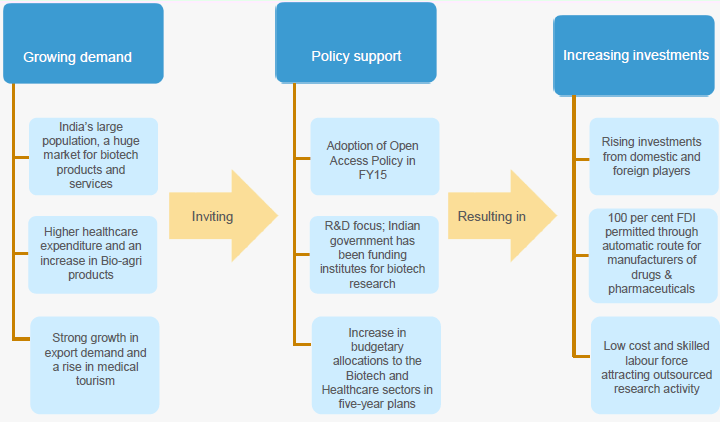 Growing demand
India's large
population, a huge
market for biotech
products and
services
Higher healthcare
expenditure and an
increase in Bio-agri
products
Strong growth in
export demand and
a rise in medical
tourism
Inviting
Policy support
Adoption of Open
Access Policy in
FY15
R&D focus; Indian
government has
been funding
institutes for biotech
research
Increase in
budgetary
allocations to the
Biotech and
Healthcare sectors in
five-year plans
Resulting in
Increasing investments
Rising investments
from domestic and
foreign players
100 per cent FDI
permitted through
automatic route for
manufacturers of
drugs &
pharmaceuticals
Low cost and skilled
labour force
attracting outsourced
research activity